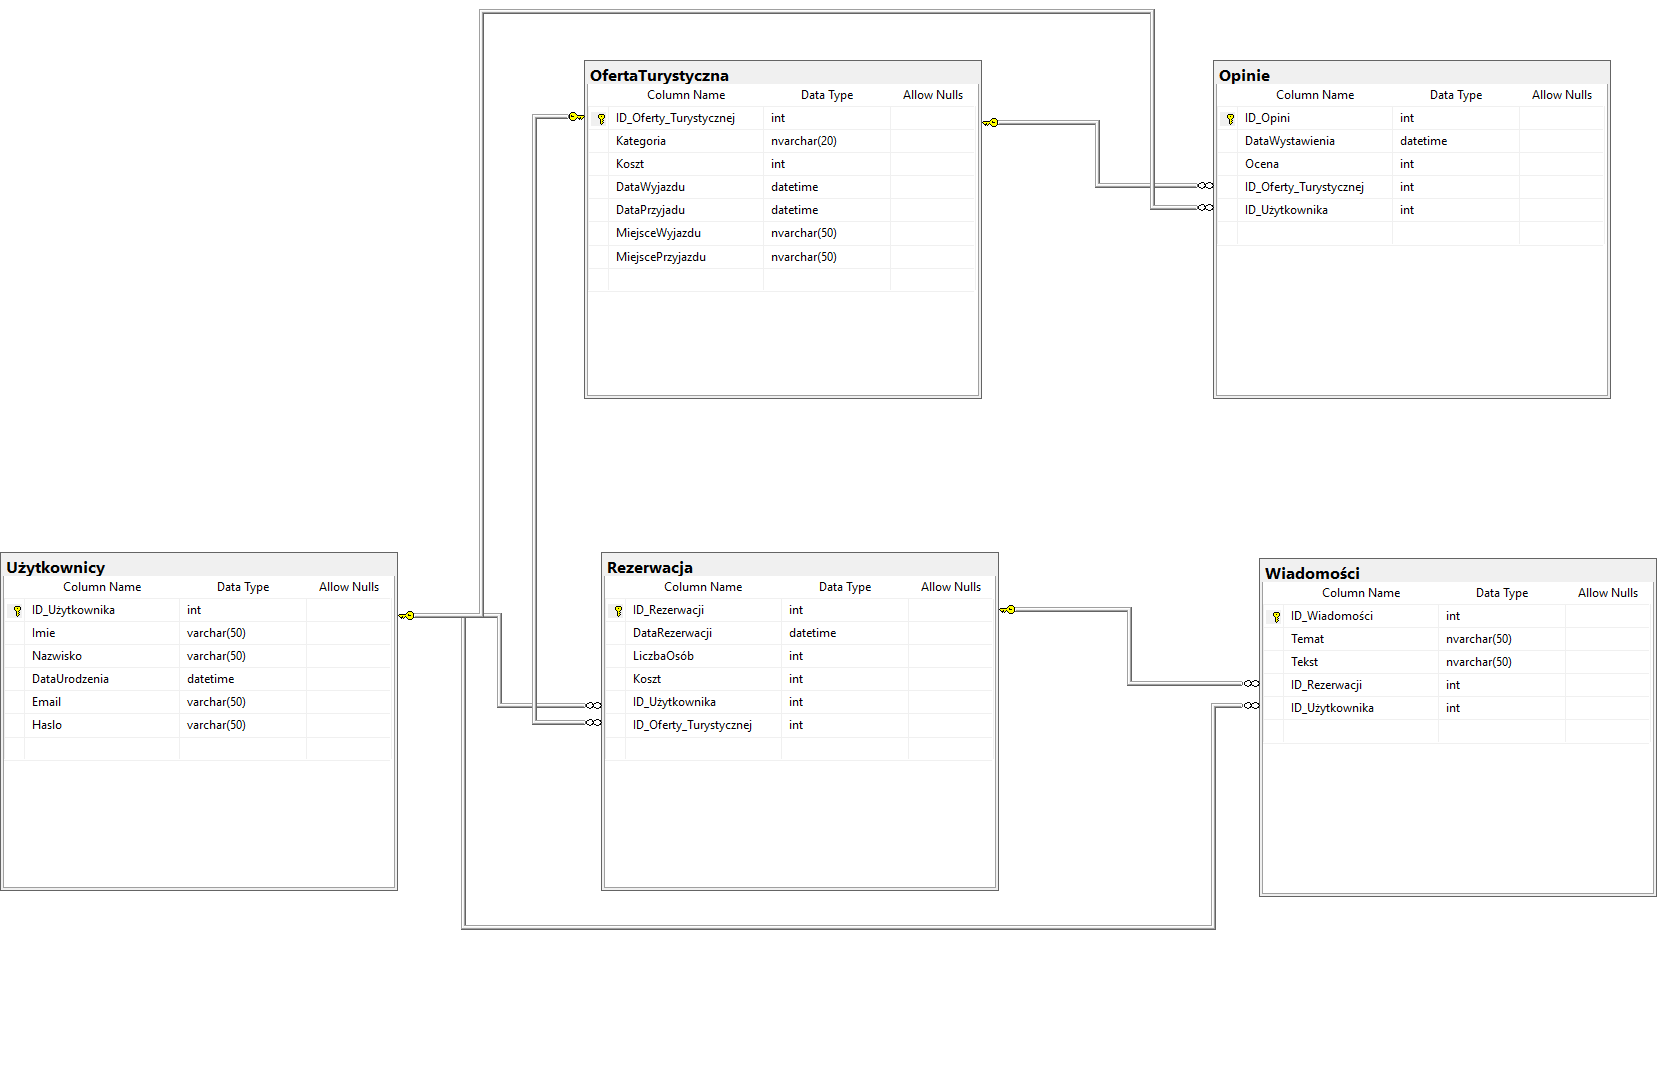 OfertaTurystyczna
Column Name Data Type Allow Nulls
ID_Oferty_Turystycznej int
Kategoria nvarchar(20)
Koszt int
DataWyjazdu datetime
DataPrzyjadu datetime
MiejsceWyjazdu nvarchar(50)
MiejscePrzyjazdu nvarchar(50)
Opinie
Column Name Data Type Allow Nulls
ID_Opini int
DataWystawienia datetime
Ocena int
ID_Oferty_Turystycznej int
ID_Użytkownika int
Użytkownicy
Column Name Data Type Allow Nulls
ID_Użytkownika int
Imie varchar(50)
Nazwisko varchar(50)
DataUrodzenia datetime
Email varchar(50)
Haslo varchar(50)
Rezerwacja
Column Name Data Type Allow Nulls
ID_Rezerwacji int
DataRezerwacji datetime
LiczbaOsób int
Koszt int
ID_Użytkownika int
ID_Oferty_Turystycznej int
Wiadomości
Column Name Data Type Allow Nulls
ID_Wiadomości int
Temat nvarchar(50)
Tekst nvarchar(50)
ID_Rezerwacji int
ID_Użytkownika int